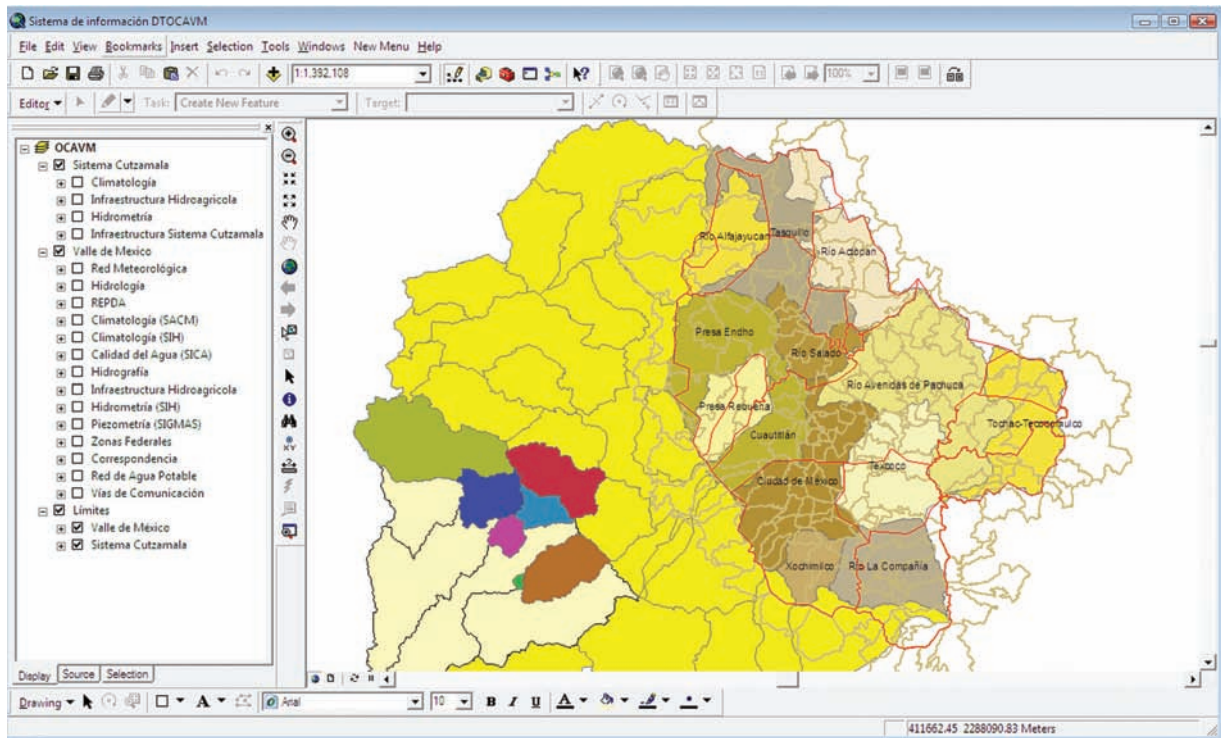 Sistema de información DTOCAVM
File Edit View Bookmarks Insert Selection Tools Windows New Menu Help
1:1,392,108
100%
Editor
Task: Create New Feature
Target:
OCAVM
Sistema Cutzamala
Climatología
Infraestructura Hidroagricola
Hidrometría
Infraestructura Sistema Cutzamala
Valle de Mexico
Red Meteorológica
Hidrología
REPDA
Climatología (SACM)
Climatología (SIH)
Calidad del Agua (SICA)
Hidrografía
Infraestructura Hidroagricola
Hidrometría (SIH)
Piezometría (SIGMAS)
Zonas Federales
Correspondencia
Red de Agua Potable
Vías de Comunicación
Límites
Valle de México
Sistema Cutzamala
Display Source Selection
XY
Río Alfajayucan
Tasquillo
Río Actopan
Presa Endho
Río Salado
Río Avenidas de Pachuca
Presa Requena
Cuautitlán
Tochac-Tecocomulco
Texcoco
Ciudad de México
Xochimilco
Río La Compañía
Drawing
A
Arial
10
B I U A
411662.45 2288090.83 Meters